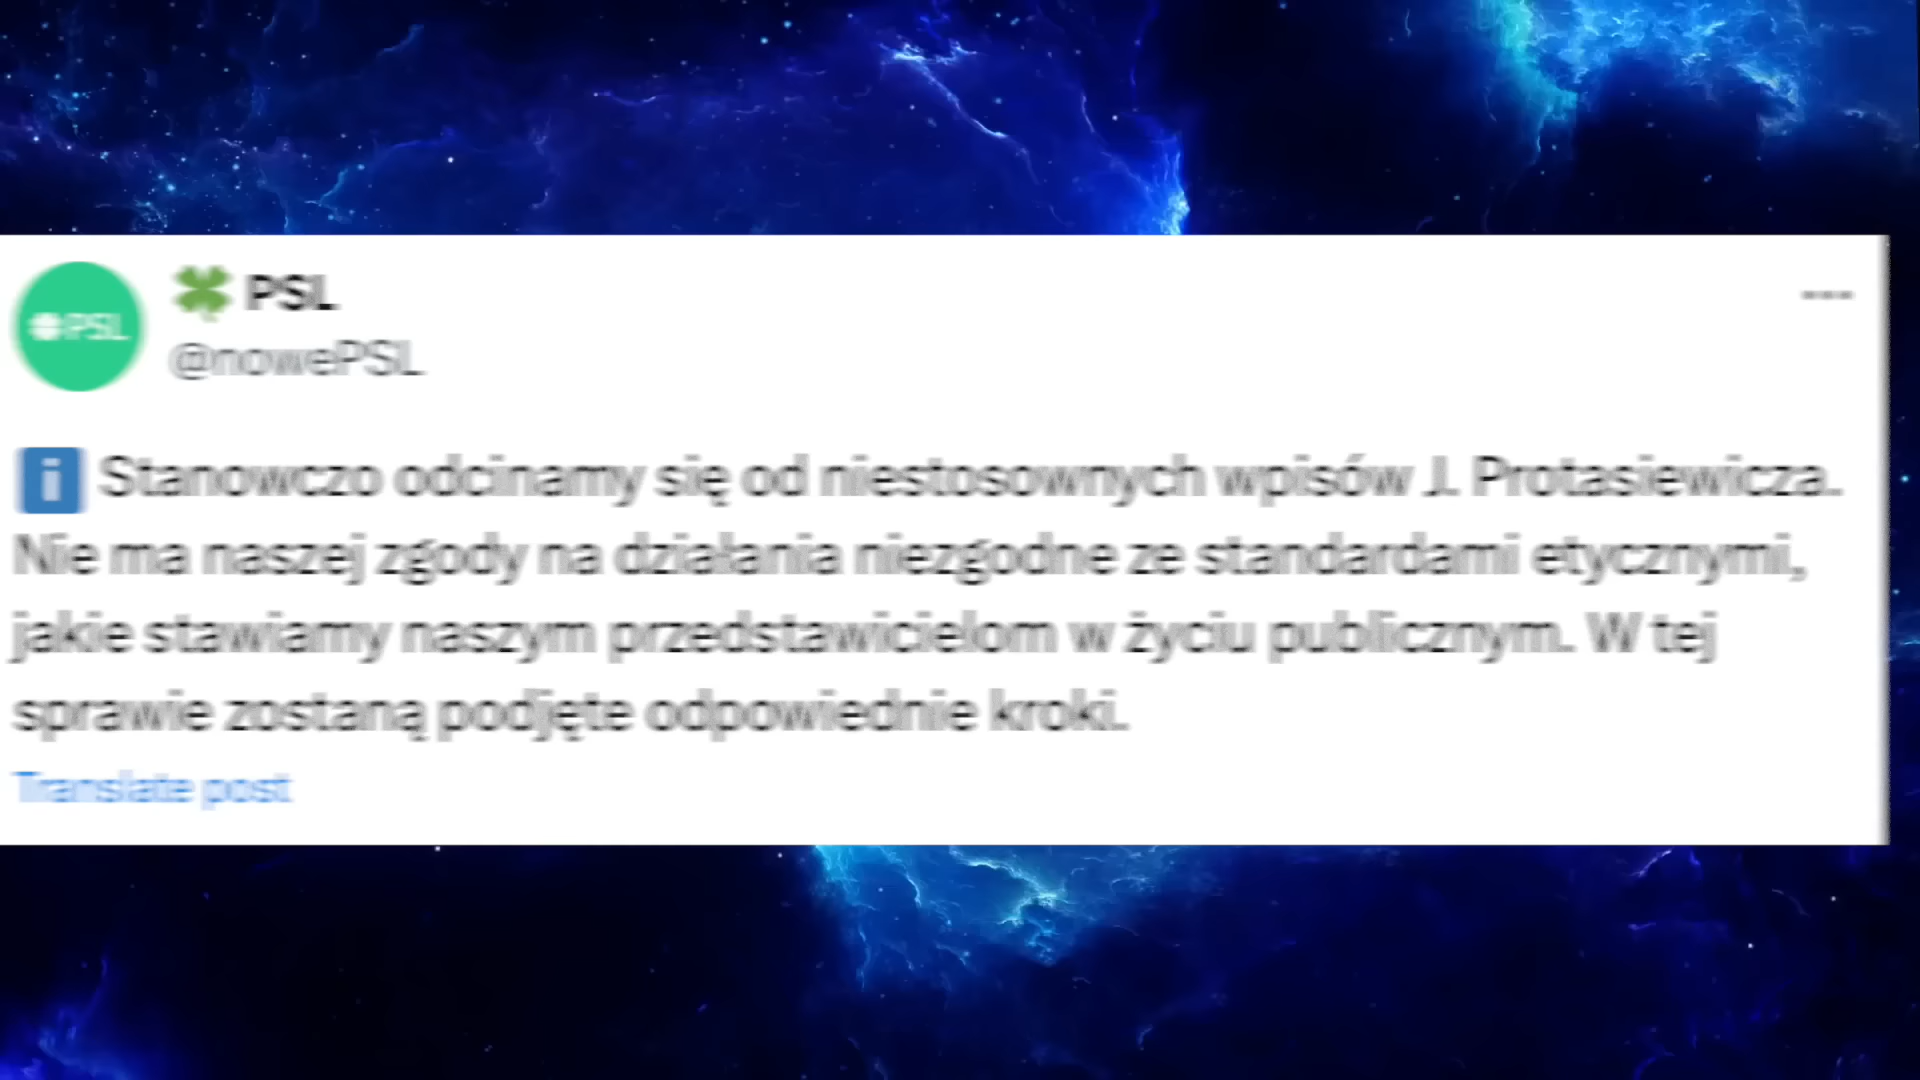 PSL
🍀 PSL
@nowePSL
ℹ️ Stanowczo odcinamy się od niestosownych wpisów J. Protasiewicza.
Nie ma naszej zgody na działania niezgodne ze standardami etycznymi,
jakie stawiamy naszym przedstawicielom w życiu publicznym. W tej
sprawie zostaną podjęte odpowiednie kroki.
Translate post